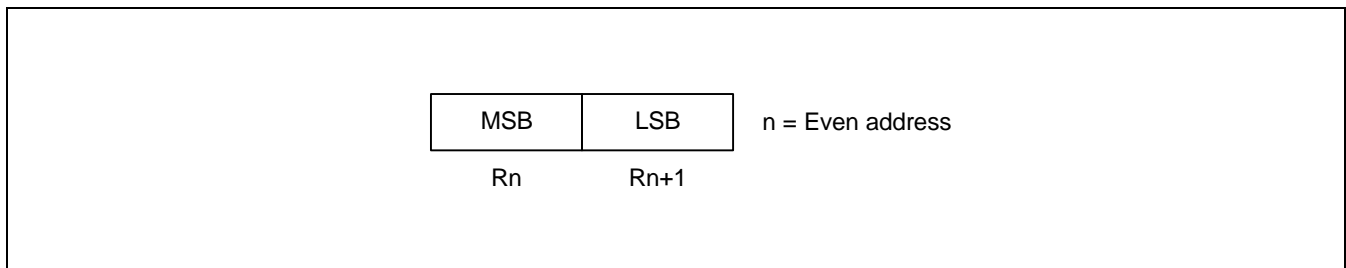 MSB LSB n = Even address
Rn Rn+1